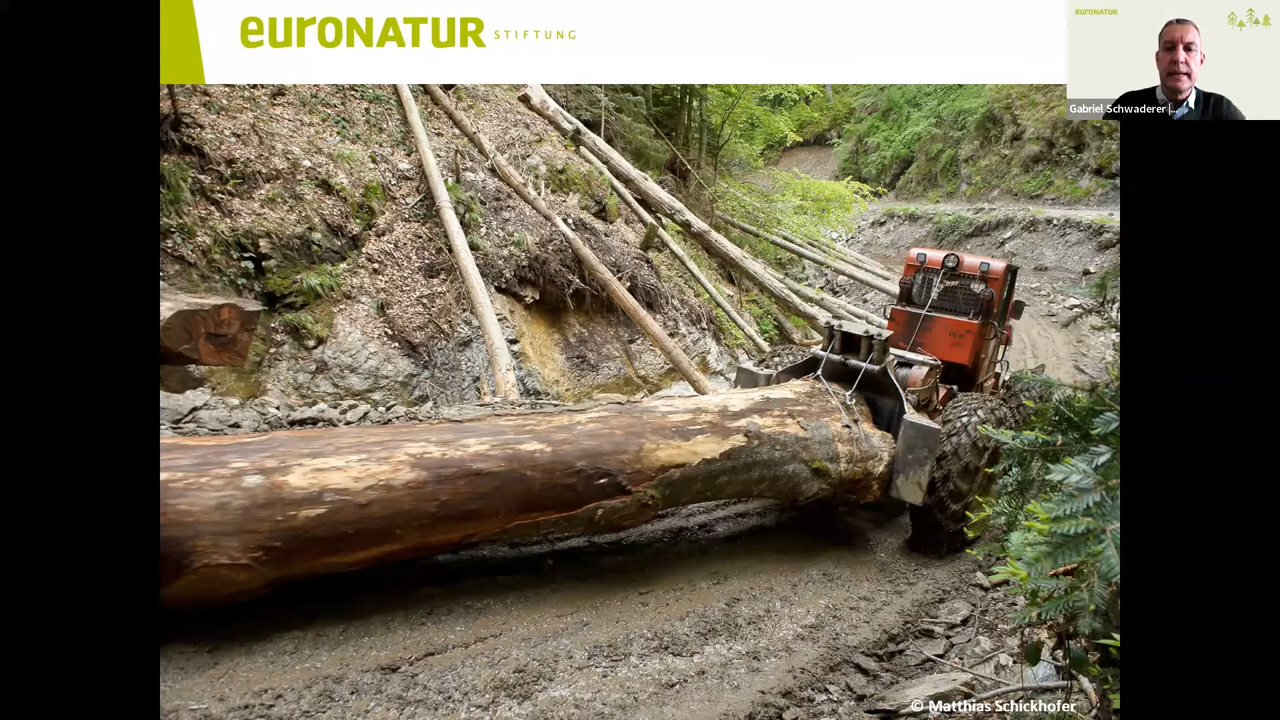 euroNATUR STIFTUNG
euroNATUR
Gabriel Schwaderer |...
© Matthias Schickhofer